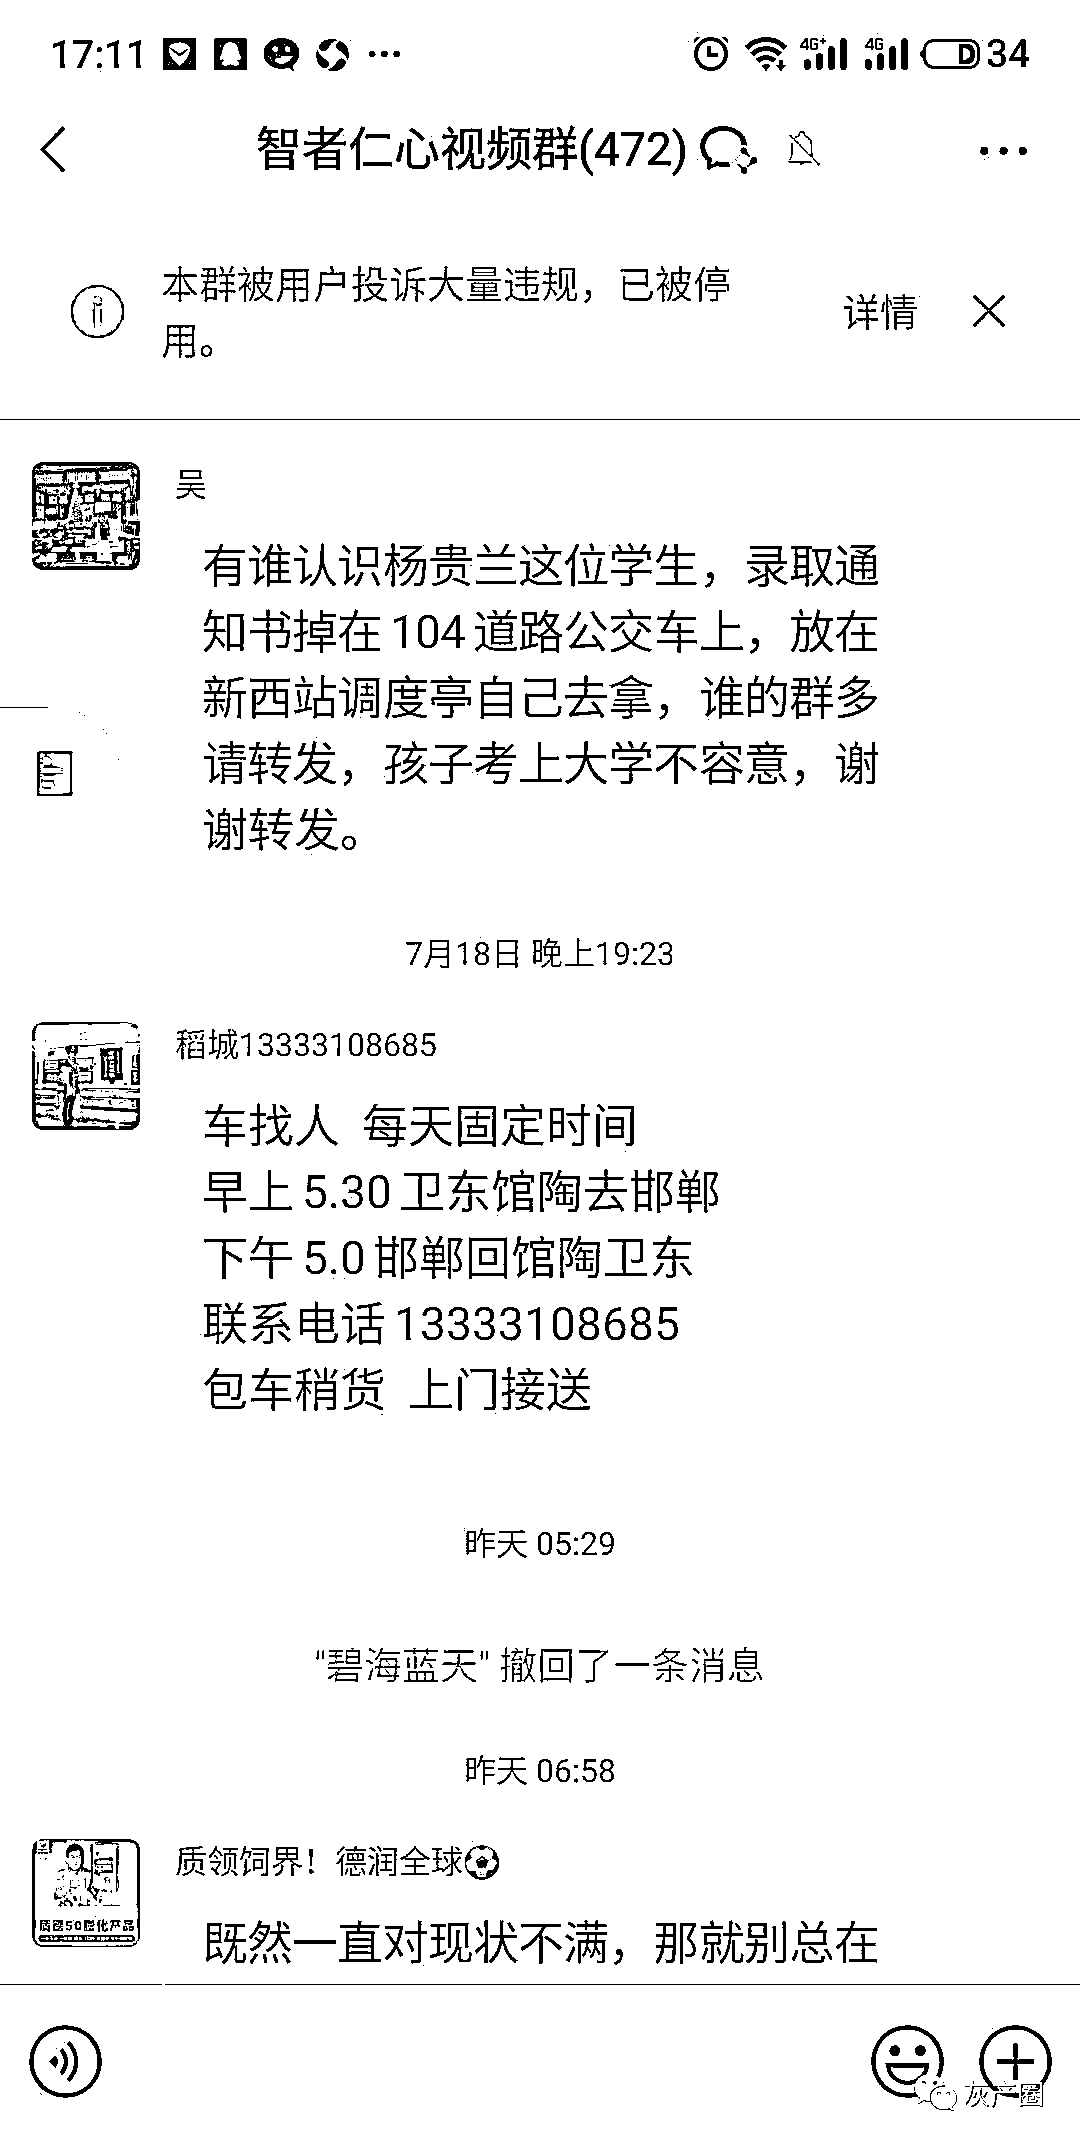 17:11 ··· 4G+ 4G 34
智者仁心视频群(472) ···
本群被用户投诉大量违规，已被停
用。
详情
吴
有谁认识杨贵兰这位学生，录取通
知书掉在104道路公交车上，放在
新西站调度亭自己去拿，谁的群多
请转发，孩子考上大学不容意，谢
谢转发。
7月18日 晚上19:23
稻城13333108685
车找人 每天固定时间
早上5.30卫东馆陶去邯郸
下午5.0邯郸回馆陶卫东
联系电话13333108685
包车稍货 上门接送
昨天 05:29
"碧海蓝天" 撤回了一条消息
昨天 06:58
质领饲界！德润全球⚽
既然一直对现状不满，那就别总在
灰产圈